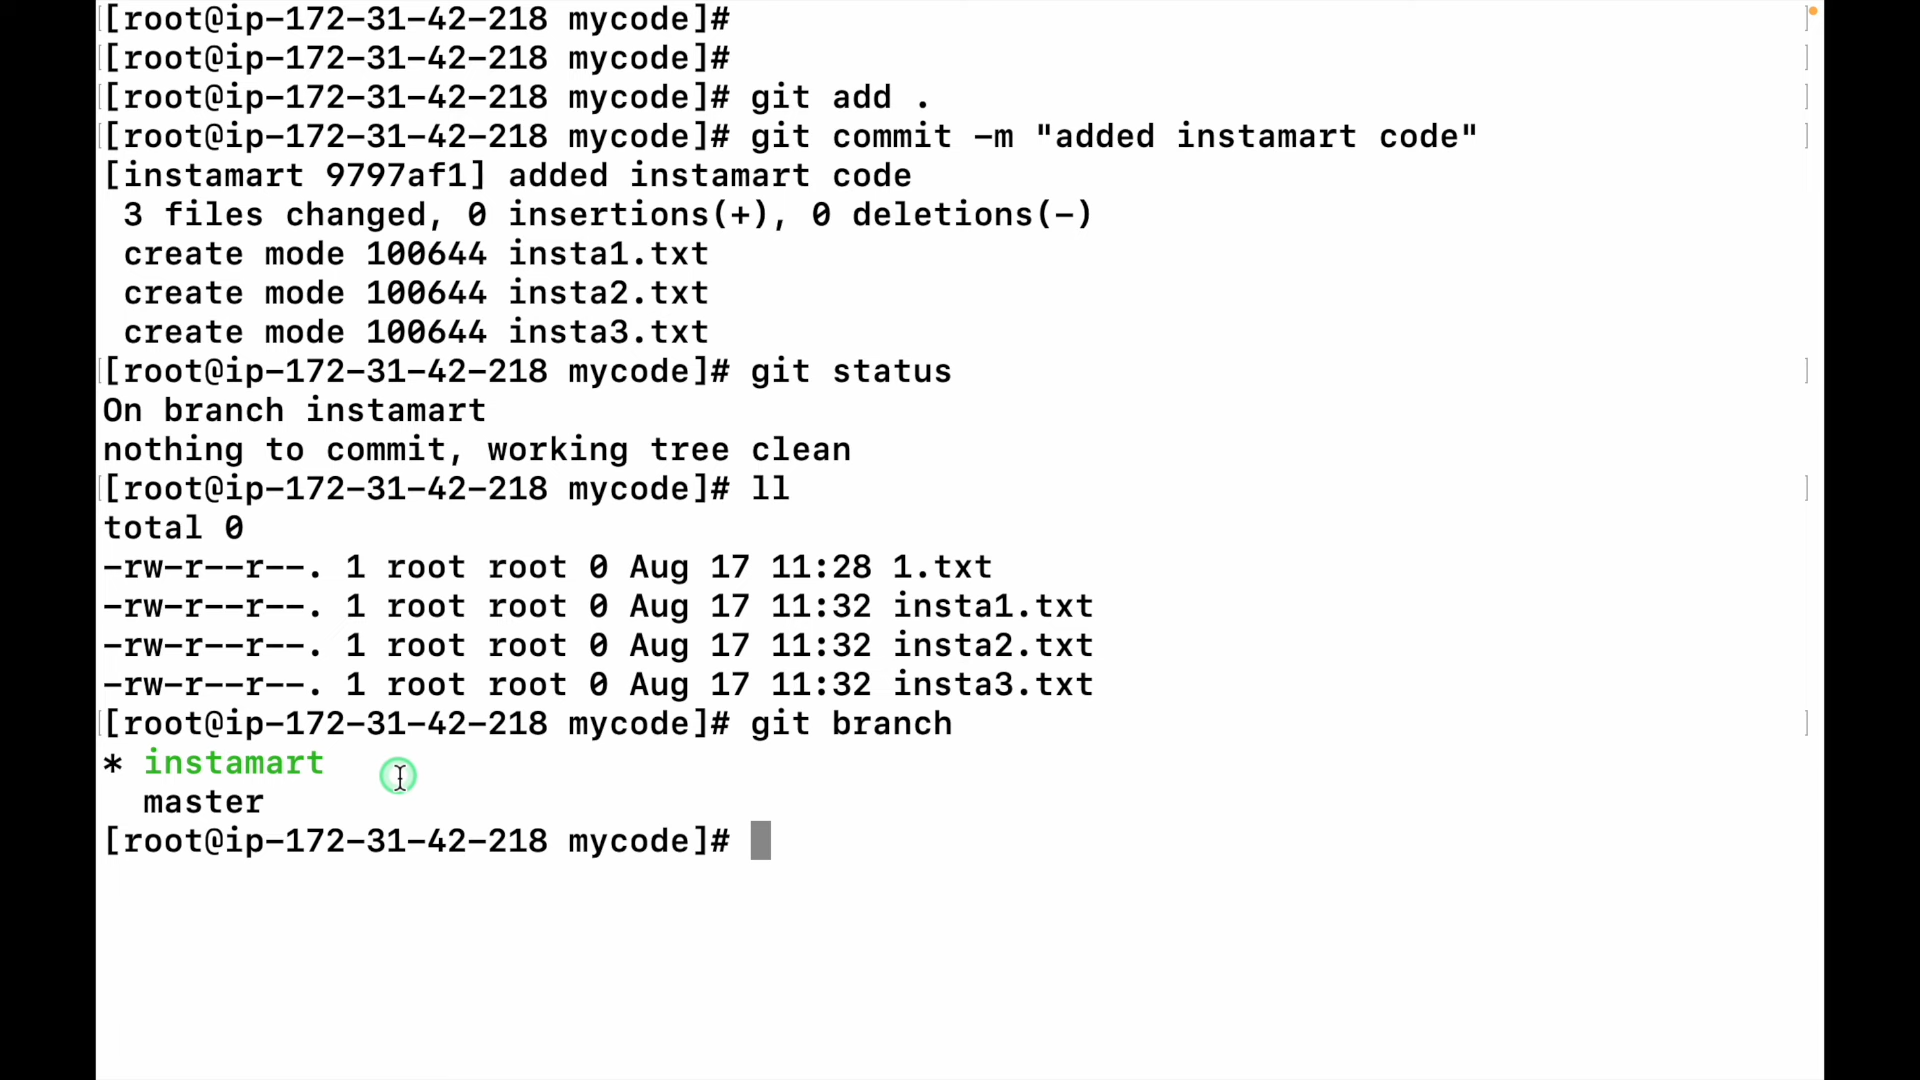 [root@ip-172-31-42-218 mycode]#
[root@ip-172-31-42-218 mycode]#
[root@ip-172-31-42-218 mycode]# git add .
[root@ip-172-31-42-218 mycode]# git commit -m "added instamart code"
[instamart 9797af1] added instamart code
 3 files changed, 0 insertions(+), 0 deletions(-)
 create mode 100644 insta1.txt
 create mode 100644 insta2.txt
 create mode 100644 insta3.txt
[root@ip-172-31-42-218 mycode]# git status
On branch instamart
nothing to commit, working tree clean
[root@ip-172-31-42-218 mycode]# ll
total 0
-rw-r--r--. 1 root root 0 Aug 17 11:28 1.txt
-rw-r--r--. 1 root root 0 Aug 17 11:32 insta1.txt
-rw-r--r--. 1 root root 0 Aug 17 11:32 insta2.txt
-rw-r--r--. 1 root root 0 Aug 17 11:32 insta3.txt
[root@ip-172-31-42-218 mycode]# git branch
* instamart
  master
[root@ip-172-31-42-218 mycode]#